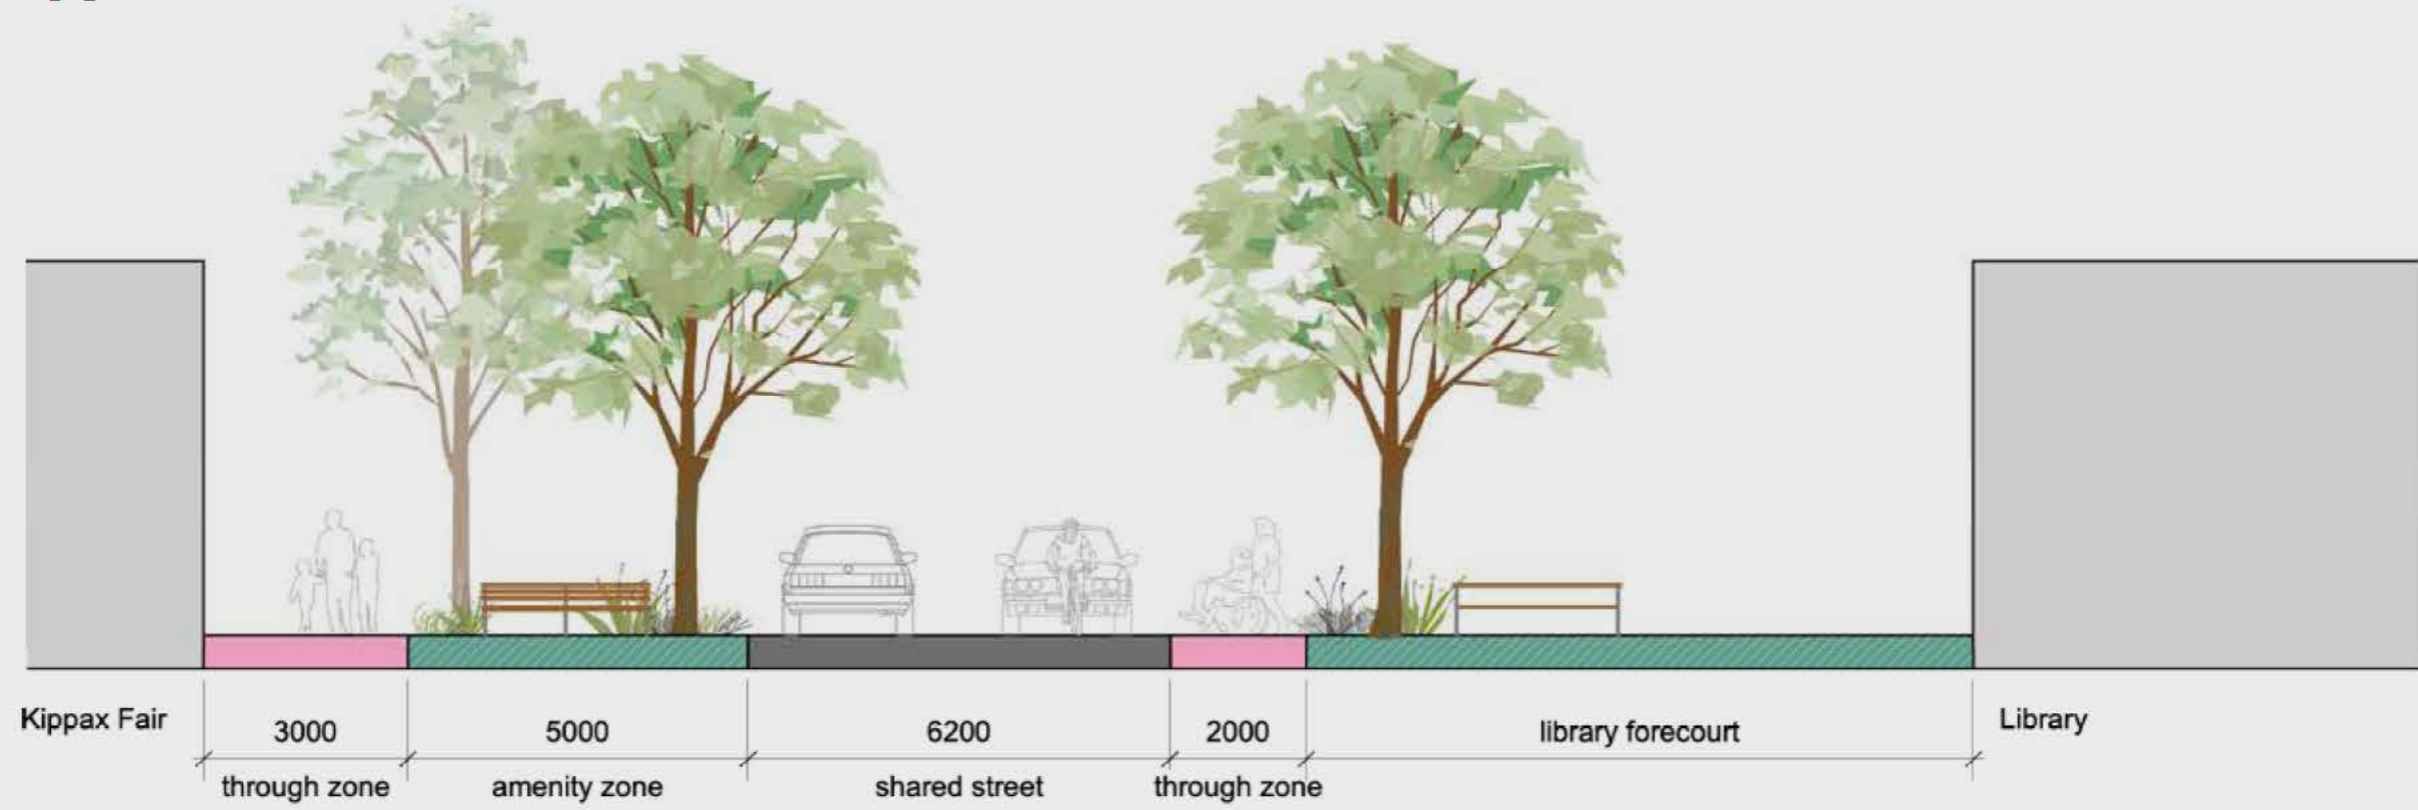 Kippax Fair
3000
5000
6200
2000
library forecourt
Library
through zone
amenity zone
shared street
through zone